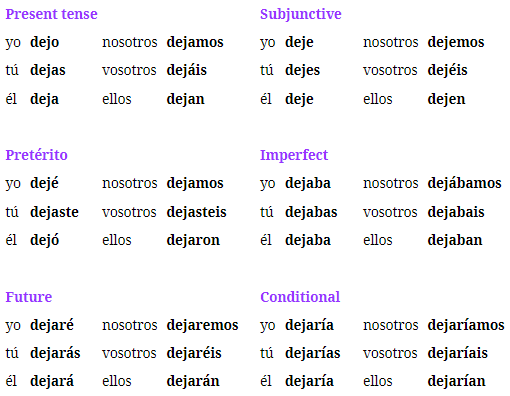 Present tense
yo dejo nosotros dejamos
tú dejas vosotros dejáis
él deja ellos dejan
Subjunctive
yo deje nosotros dejemos
tú dejes vosotros dejéis
él deje ellos dejen
Pretérito
yo dejé nosotros dejamos
tú dejaste vosotros dejasteis
él dejó ellos dejaron
Imperfect
yo dejaba nosotros dejábamos
tú dejabas vosotros dejabais
él dejaba ellos dejaban
Future
yo dejaré nosotros dejaremos
tú dejarás vosotros dejaréis
él dejará ellos dejarán
Conditional
yo dejaría nosotros dejaríamos
tú dejarías vosotros dejaríais
él dejaría ellos dejarían